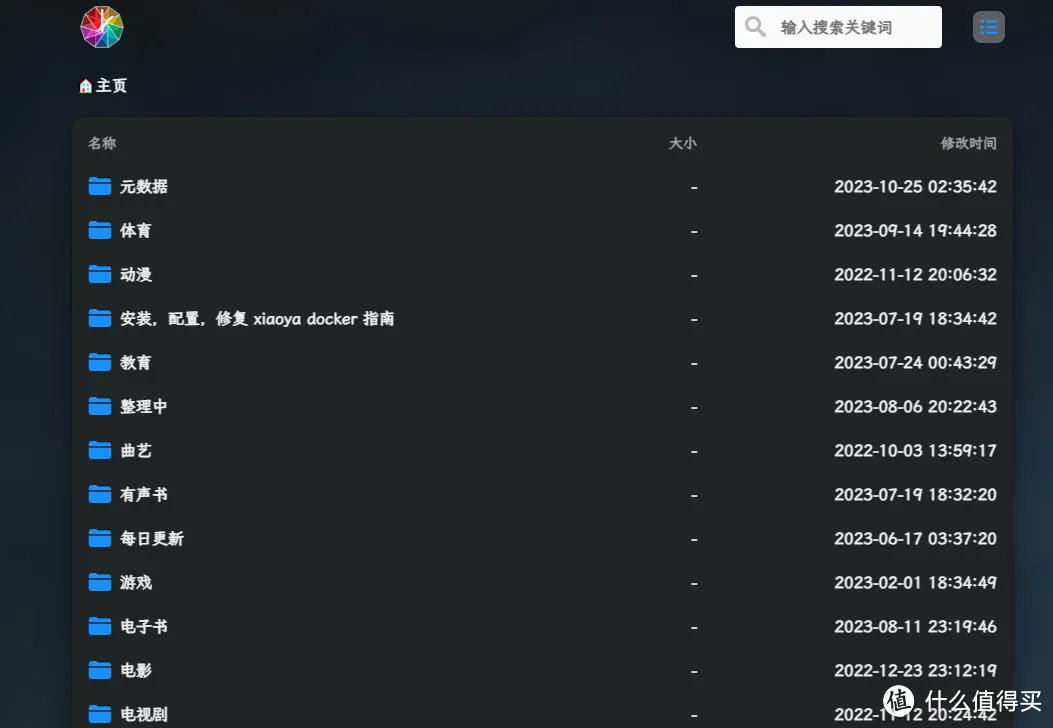 输入搜索关键词
主页
名称 大小 修改时间
元数据 - 2023-10-25 02:35:42
体育 - 2023-09-14 19:44:28
动漫 - 2022-11-12 20:06:32
安装，配置，修复 xiaoya docker 指南 - 2023-07-19 18:34:42
教育 - 2023-07-24 00:43:29
整理中 - 2023-08-06 20:22:43
曲艺 - 2022-10-03 13:59:17
有声书 - 2023-07-19 18:32:20
每日更新 - 2023-06-17 03:37:20
游戏 - 2023-02-01 18:34:49
电子书 - 2023-08-11 23:19:46
电影 - 2022-12-23 23:12:19
电视剧 - 2022-11-12 20:24:42
值 什么值得买